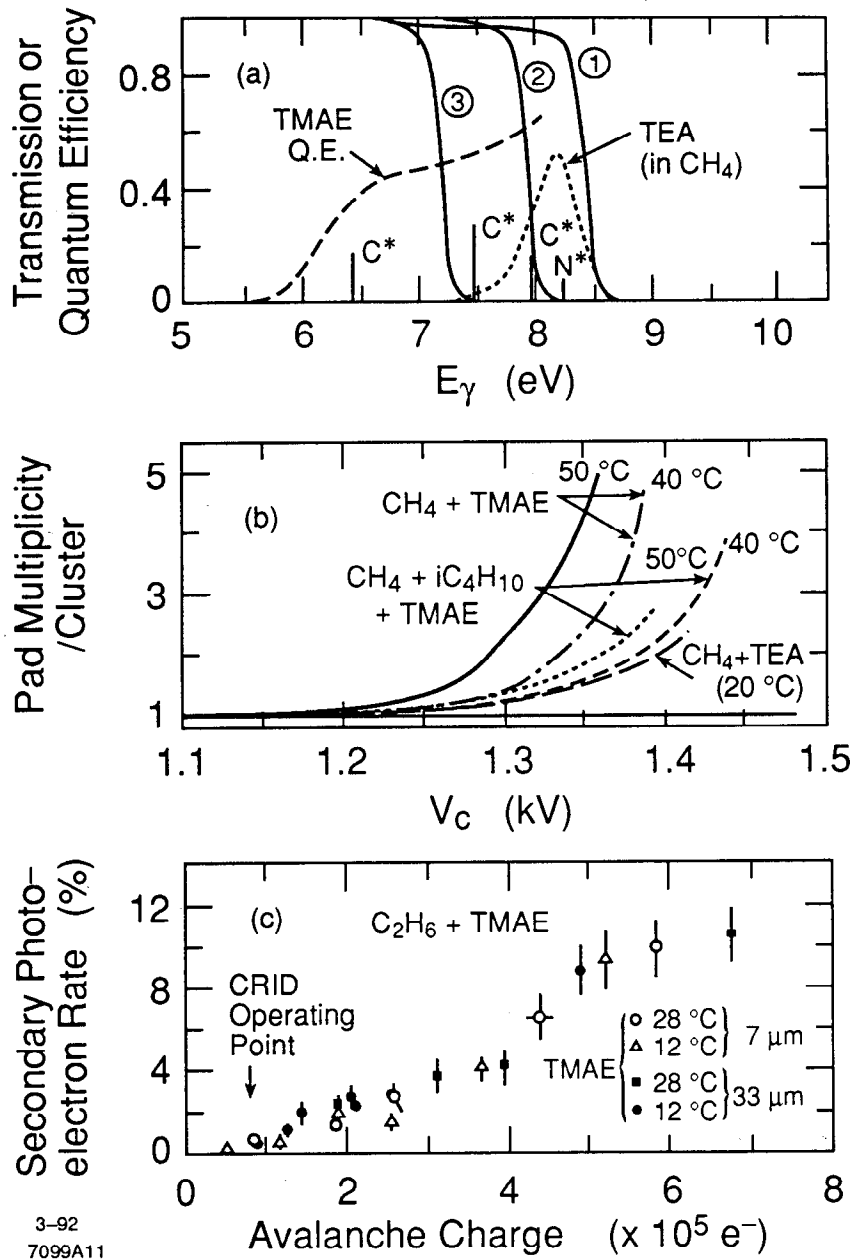 Transmission or
Quantum Efficiency
0.8
0.4
0
(a)
TMAE
Q.E.
③
②
①
TEA
(in CH₄)
C*
C*
C*
N*
5 6 7 8 9 10
Eγ (eV)
Pad Multiplicity
/Cluster
5
3
1
(b)
50 °C
40 °C
CH₄ + TMAE
50°C
40 °C
CH₄ + iC₄H₁₀
+ TMAE
CH₄+TEA
(20 °C)
1.1 1.2 1.3 1.4 1.5
V_C (kV)
Secondary Photo–
electron Rate (%)
12
8
4
0
(c)
C₂H₆ + TMAE
CRID
Operating
Point
TMAE
28 °C
12 °C
7 μm
28 °C
12 °C
33 μm
0 2 4 6 8
Avalanche Charge (x 10⁵ e⁻)
3–92
7099A11